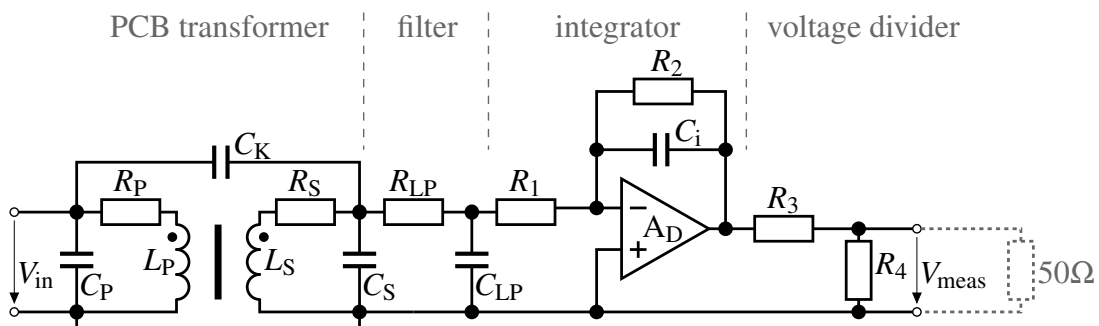 PCB transformer filter integrator voltage divider
R2
Ci
CK
RP RS RLP R1
R3
− AD
+
LP LS
Vin CP CS CLP R4 Vmeas 50Ω